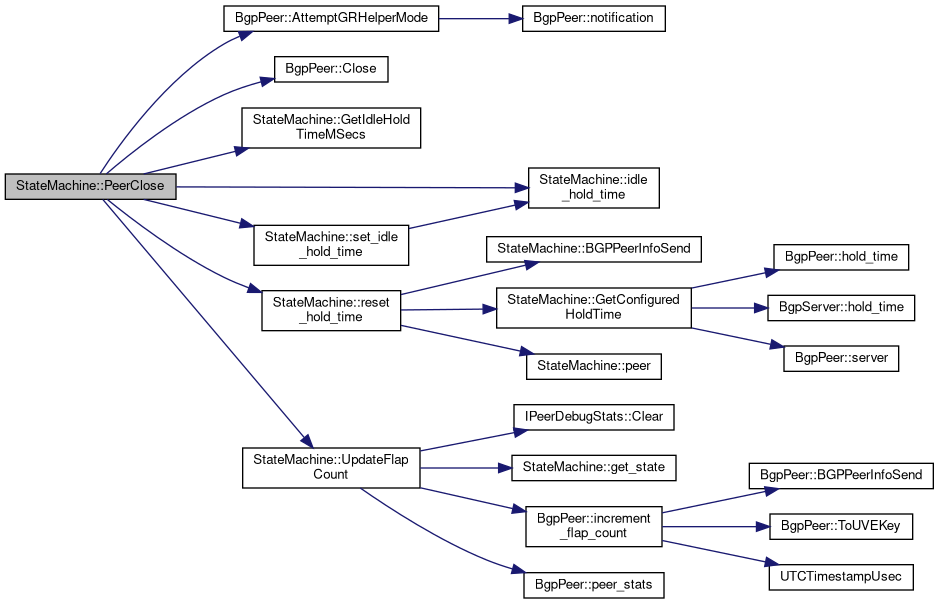 BgpPeer::AttemptGRHelperMode
BgpPeer::notification
BgpPeer::Close
StateMachine::GetIdleHold
TimeMSecs
StateMachine::PeerClose
StateMachine::idle
_hold_time
StateMachine::set_idle
_hold_time
StateMachine::BGPPeerInfoSend
BgpPeer::hold_time
StateMachine::reset
_hold_time
StateMachine::GetConfigured
HoldTime
BgpServer::hold_time
StateMachine::peer
BgpPeer::server
IPeerDebugStats::Clear
StateMachine::UpdateFlap
Count
StateMachine::get_state
BgpPeer::BGPPeerInfoSend
BgpPeer::increment
_flap_count
BgpPeer::ToUVEKey
UTCTimestampUsec
BgpPeer::peer_stats